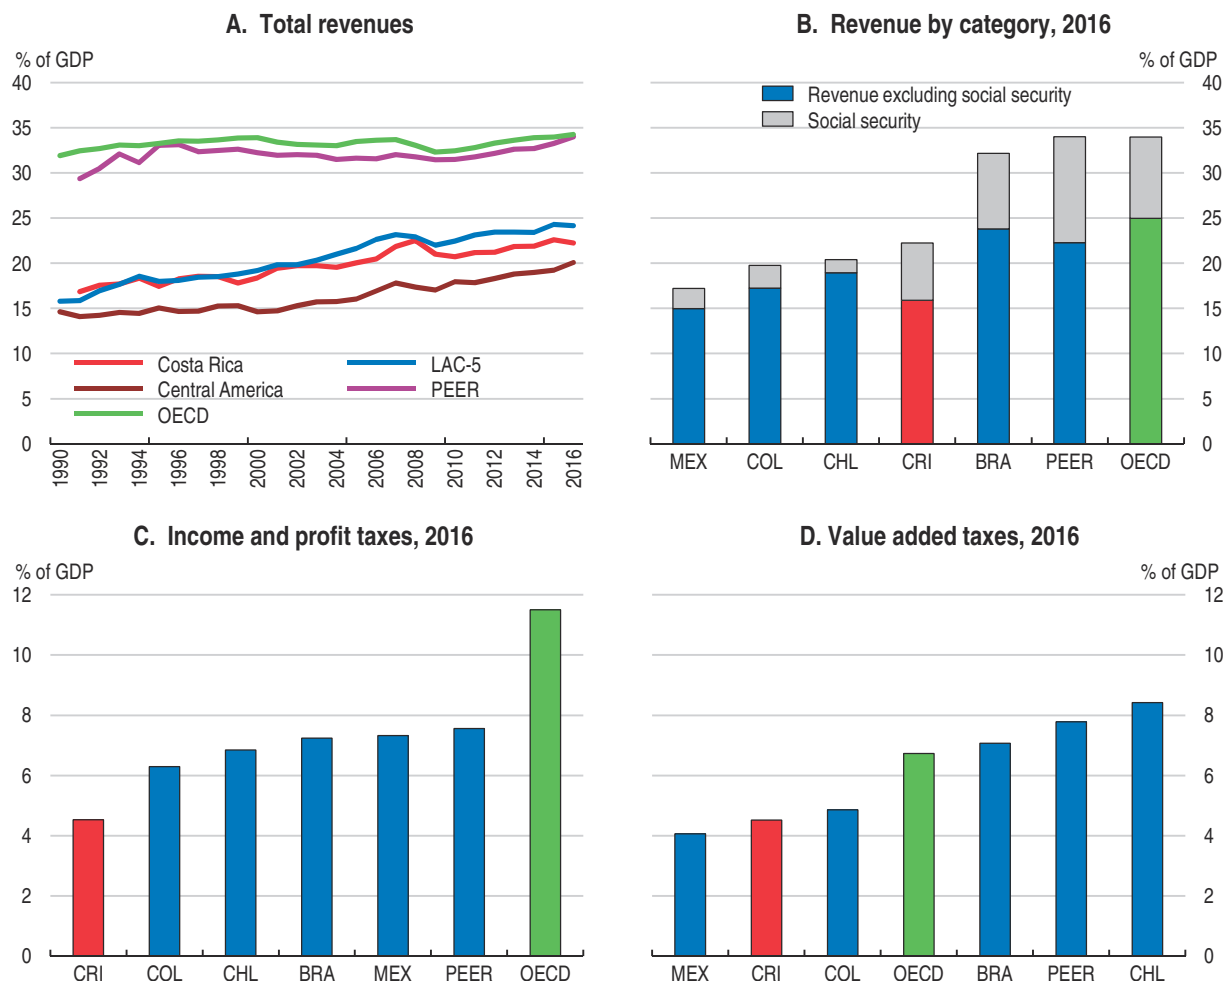 A. Total revenues
% of GDP
40
35
30
25
20
15
10
5
0
Costa Rica
Central America
OECD
LAC-5
PEER
1990 1992 1994 1996 1998 2000 2002 2004 2006 2008 2010 2012 2014 2016
B. Revenue by category, 2016
% of GDP
Revenue excluding social security
Social security
40
35
30
25
20
15
10
5
0
MEX COL CHL CRI BRA PEER OECD
C. Income and profit taxes, 2016
% of GDP
12
10
8
6
4
2
0
CRI COL CHL BRA MEX PEER OECD
D. Value added taxes, 2016
% of GDP
12
10
8
6
4
2
0
MEX CRI COL OECD BRA PEER CHL